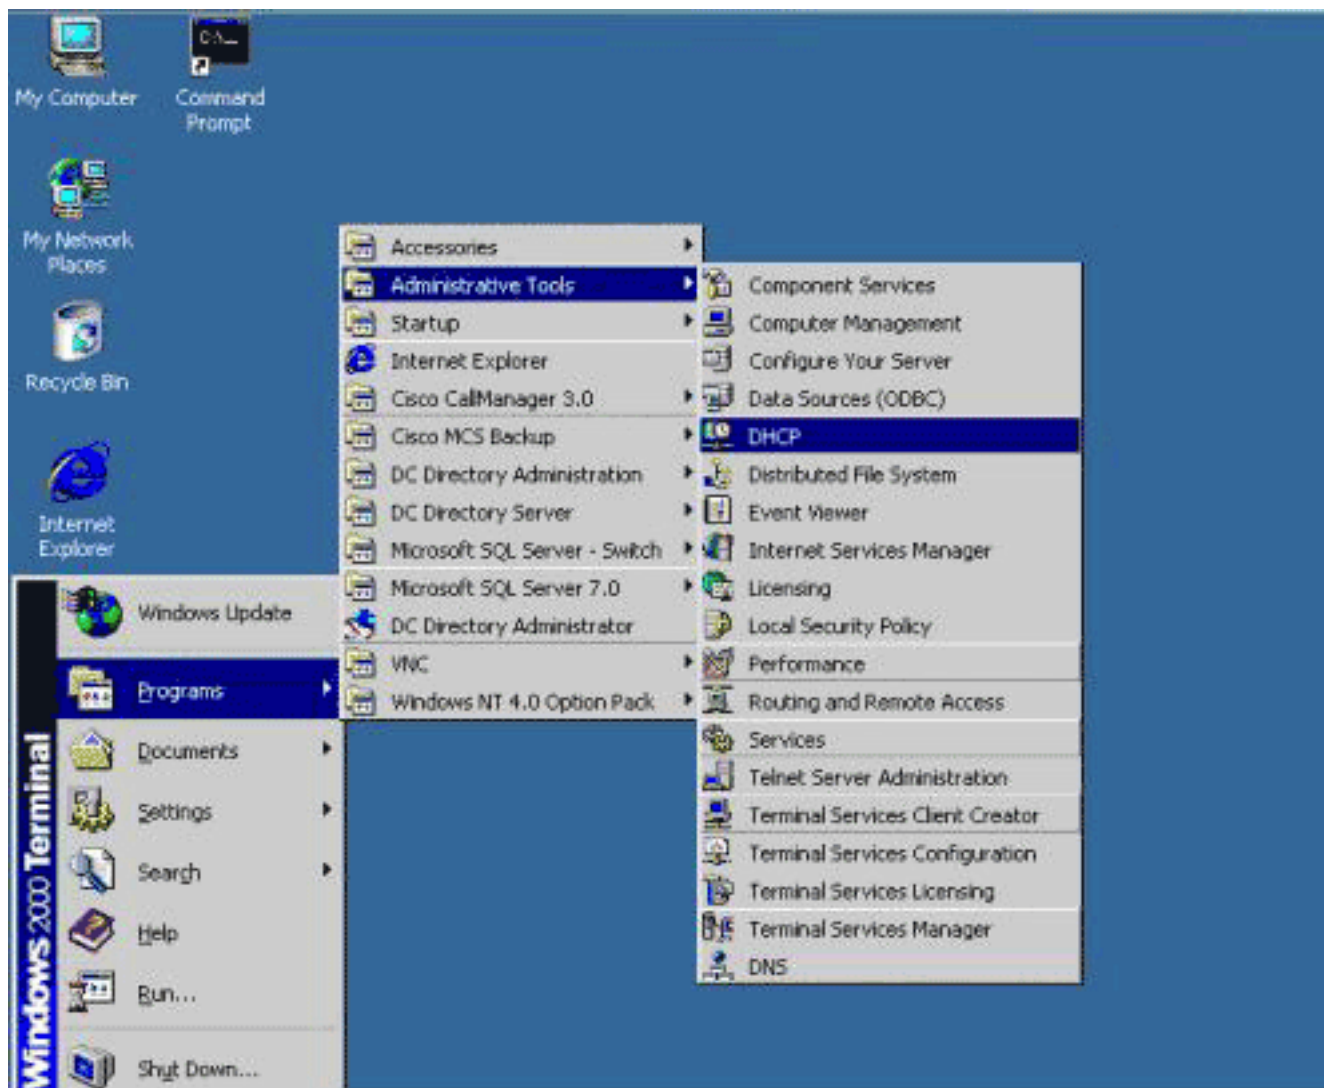 My Computer
Command
Prompt
My Network
Places
Recycle Bin
Internet
Explorer
Windows 2000 Terminal
Windows Update
Programs
Documents
Settings
Search
Help
Run...
Shut Down...
Accessories
Administrative Tools
Startup
Internet Explorer
Cisco CallManager 3.0
Cisco MCS Backup
DC Directory Administration
DC Directory Server
Microsoft SQL Server - Switch
Microsoft SQL Server 7.0
DC Directory Administrator
VNC
Windows NT 4.0 Option Pack
Component Services
Computer Management
Configure Your Server
Data Sources (ODBC)
DHCP
Distributed File System
Event Viewer
Internet Services Manager
Licensing
Local Security Policy
Performance
Routing and Remote Access
Services
Telnet Server Administration
Terminal Services Client Creator
Terminal Services Configuration
Terminal Services Licensing
Terminal Services Manager
DNS